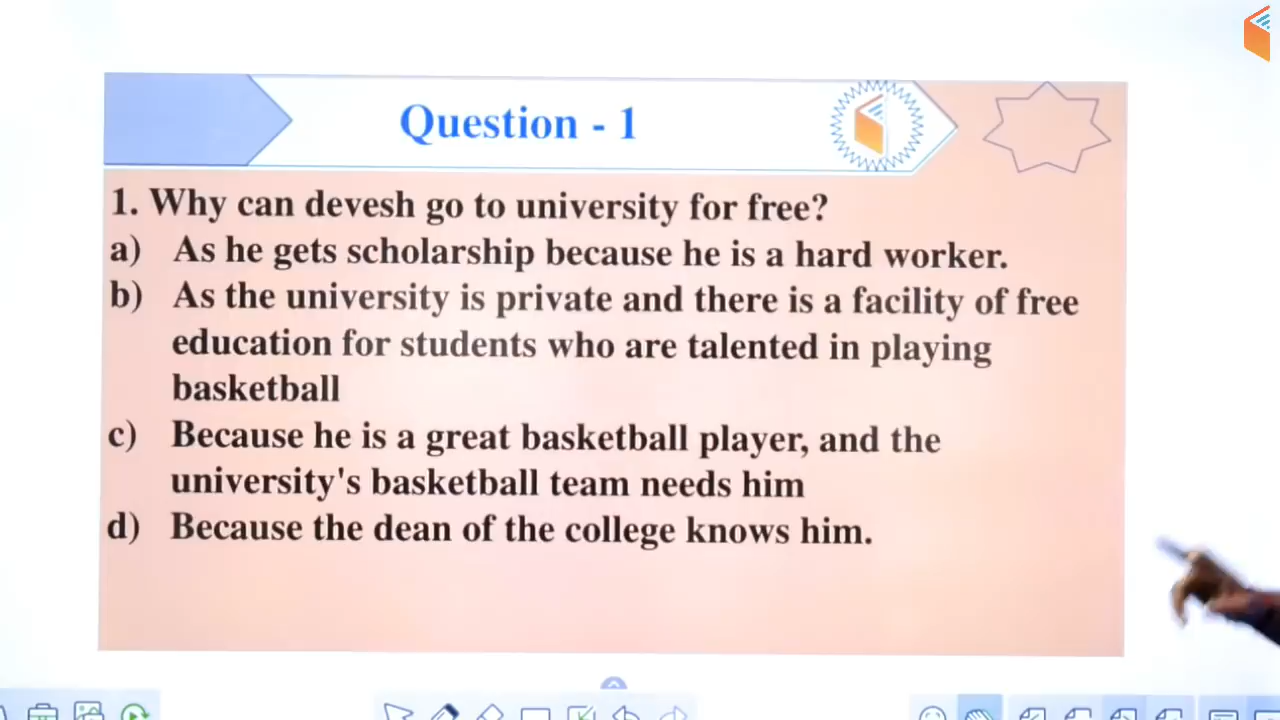 Question - 1
1. Why can devesh go to university for free?
a) As he gets scholarship because he is a hard worker.
b) As the university is private and there is a facility of free
education for students who are talented in playing
basketball
c) Because he is a great basketball player, and the
university's basketball team needs him
d) Because the dean of the college knows him.